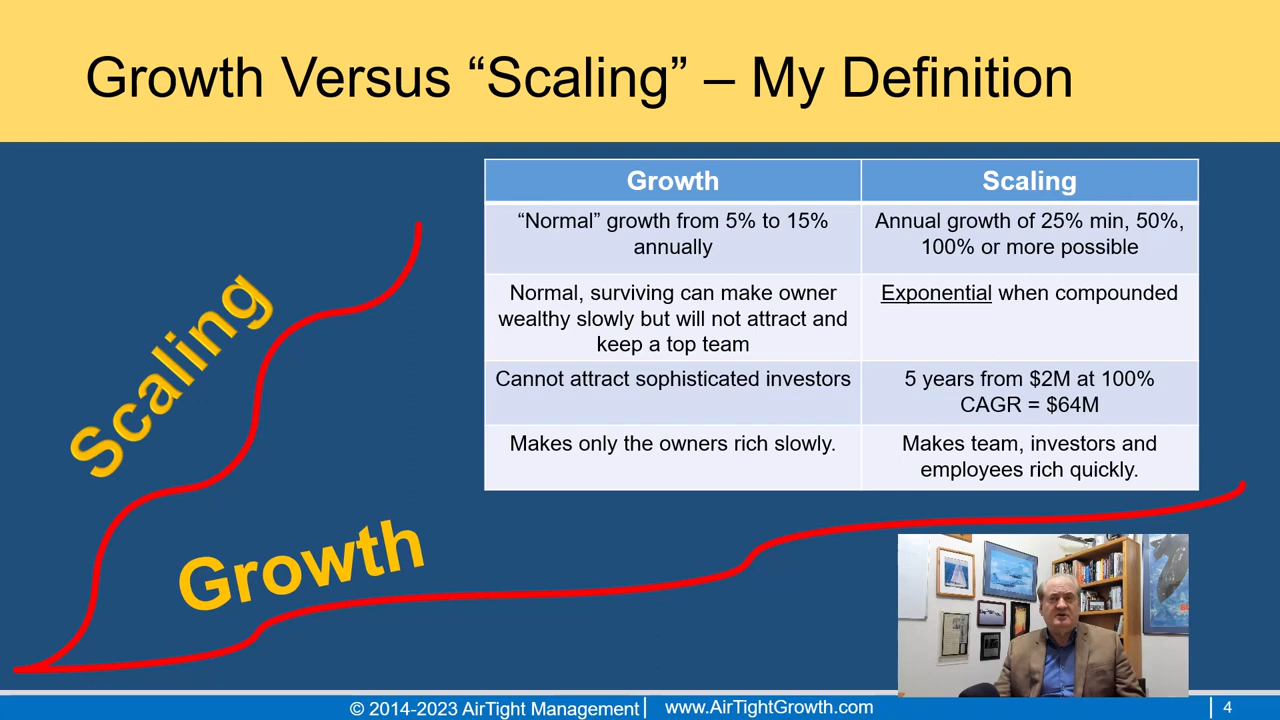 Growth Versus “Scaling” – My Definition
Growth
Scaling
“Normal” growth from 5% to 15%
annually
Annual growth of 25% min, 50%,
100% or more possible
Normal, surviving can make owner
wealthy slowly but will not attract and
keep a top team
Exponential when compounded
Cannot attract sophisticated investors
5 years from $2M at 100%
CAGR = $64M
Makes only the owners rich slowly.
Makes team, investors and
employees rich quickly.
Scaling
Growth
© 2014-2023 AirTight Management
www.AirTightGrowth.com
4